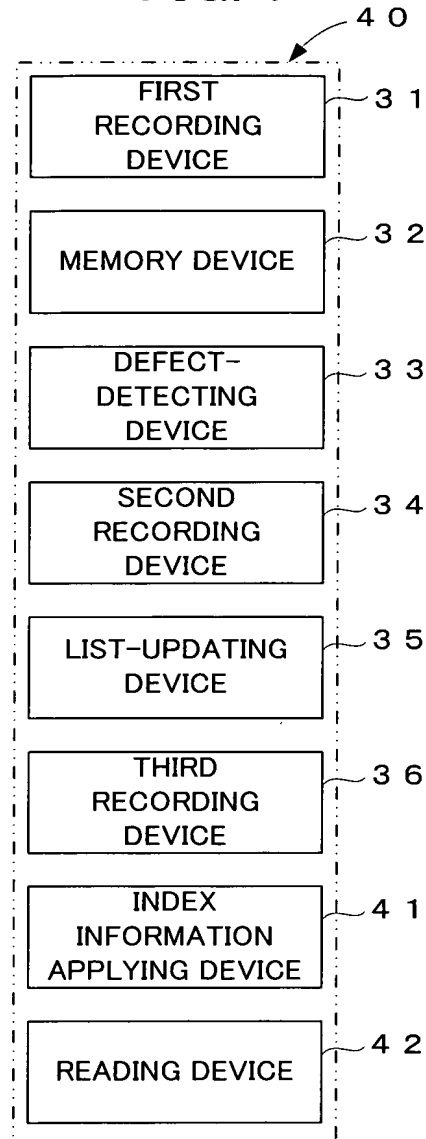 40
FIRST
RECORDING
DEVICE
31
MEMORY DEVICE
32
DEFECT-
DETECTING
DEVICE
33
SECOND
RECORDING
DEVICE
34
LIST-UPDATING
DEVICE
35
THIRD
RECORDING
DEVICE
36
INDEX
INFORMATION
APPLYING DEVICE
41
READING DEVICE
42